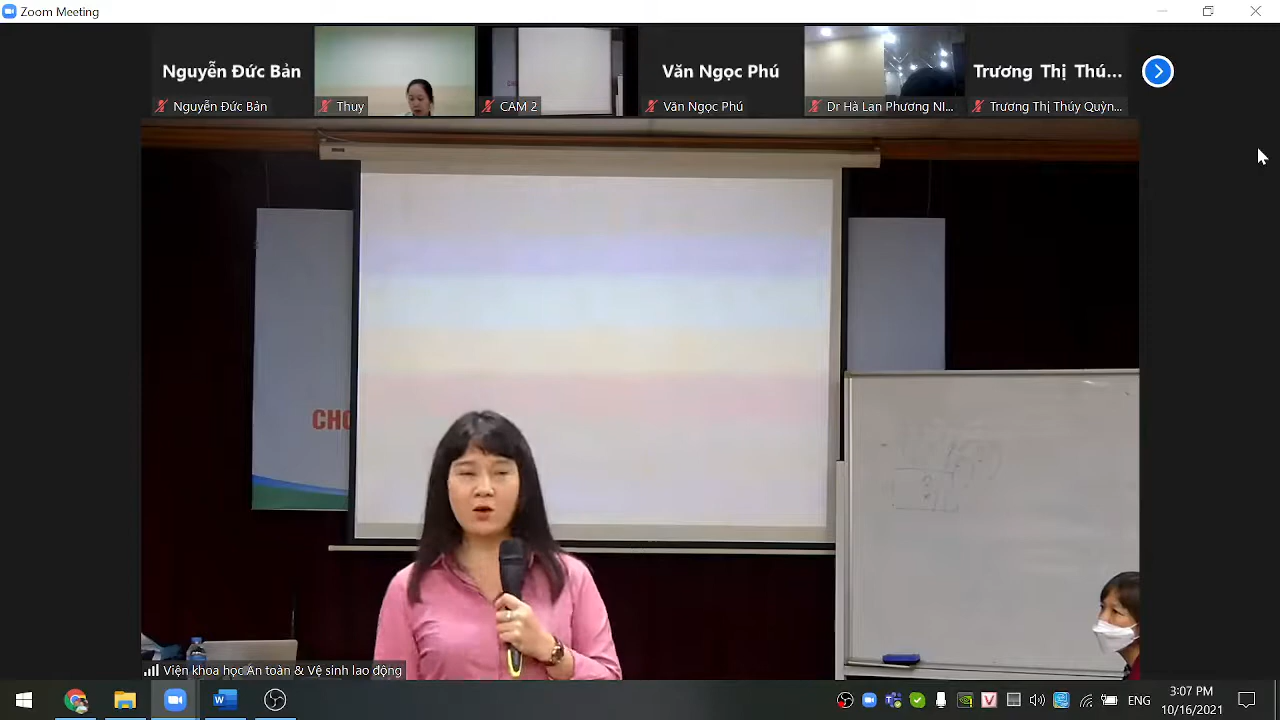 Zoom Meeting
Nguyễn Đức Bản
Văn Ngọc Phú
Trương Thị Thú...
Nguyễn Đức Bản
Thuy
CAM 2
Văn Ngọc Phú
Dr Hà Lan Phương NI...
Trương Thị Thúy Quỳn...
CHO
Viện khoa học An toàn & Vệ sinh lao động
ENG
3:07 PM
10/16/2021